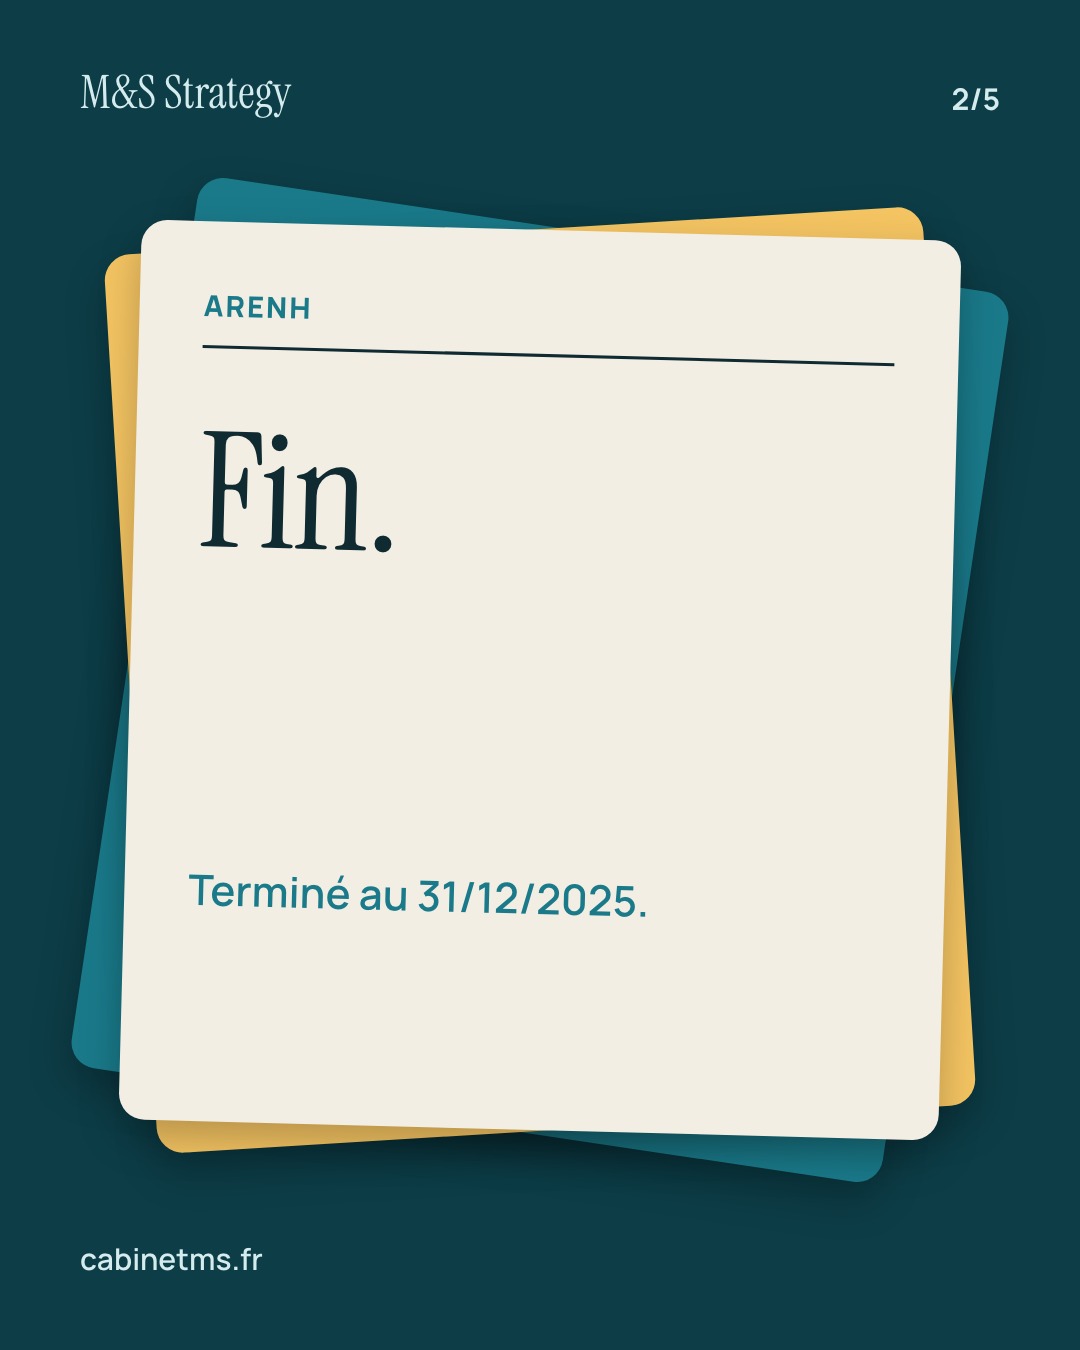 M&S Strategy
2/5
ARENH
Fin.
Terminé au 31/12/2025.
cabinetms.fr